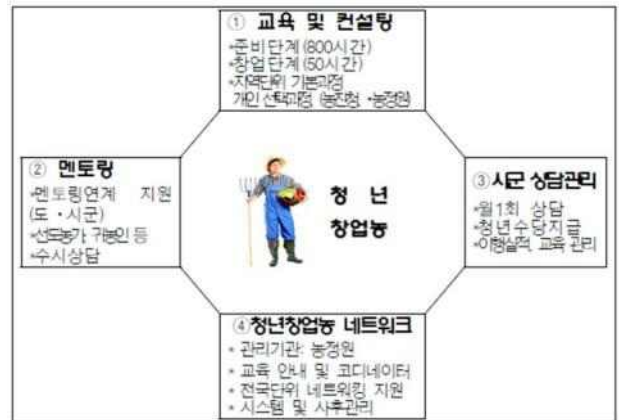 ① 교육 및 컨설팅
*준비단계(800시간)
*창업단계(50시간)
*지역단위 기본과정
개인 선택과정, (농진청, *농정원)
② 멘토링
*멘토링연계 지원
(도 · 시군)
*선도농가, 귀농인 등
*수시상담
청 년
창업농
③시군 상담관리
*월1회 상담
*청년수당지급
*이행실적, 교육 관리
④청년창업농 네트워크
* 관리기관: 농정원
* 교육 안내 및 코디네이터
* 전국단위 네트워킹 지원
* 시스템 및 사후관리